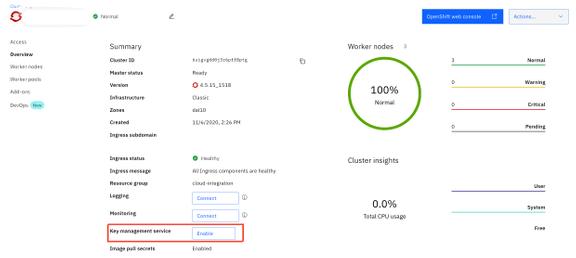 Normal
OpenShift web console
Actions...
Access
Overview
Worker nodes
Worker pools
Add-ons
DevOps New
Summary
Cluster ID
Master status Ready
Version 4.5.15_1518
Infrastructure Classic
Zones dal10
Created 11/4/2020, 2:26 PM
Ingress subdomain
Ingress status Healthy
Ingress message All Ingress components are healthy
Resource group cloud-integration
Logging Connect
Monitoring Connect
Key management service Enable
Image pull secrets Enabled
Worker nodes 3
100%
Normal
3 Normal
0 Warning
0 Critical
0 Pending
Cluster insights
0.0%
Total CPU usage
User
System
Free